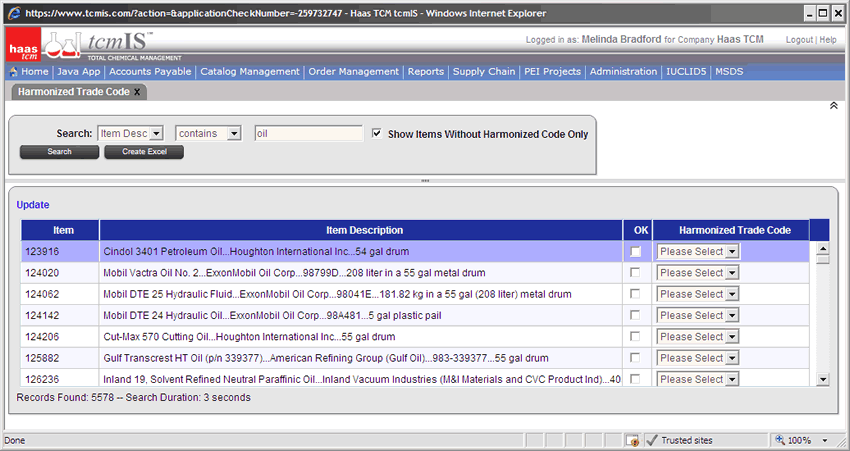 https://www.tcmis.com/?action=&applicationCheckNumber=-259732747 - Haas TCM tcmIS - Windows Internet Explorer
haas tcm
tcmIS™
TOTAL CHEMICAL MANAGEMENT
Logged in as: Melinda Bradford for Company Haas TCM
Logout | Help
Home | Java App | Accounts Payable | Catalog Management | Order Management | Reports | Supply Chain | PEI Projects | Administration | IUCLID5 | MSDS
Harmonized Trade Code X
Search: Item Desc contains oil Show Items Without Harmonized Code Only
Search Create Excel
Update
Item Item Description OK Harmonized Trade Code
123916 Cindol 3401 Petroleum Oil...Houghton International Inc...54 gal drum Please Select
124020 Mobil Vactra Oil No. 2...ExxonMobil Oil Corp...98799D...208 liter in a 55 gal metal drum Please Select
124062 Mobil DTE 25 Hydraulic Fluid...ExxonMobil Oil Corp...98041E...181.82 kg in a 55 gal (208 liter) metal drum Please Select
124142 Mobil DTE 24 Hydraulic Oil...ExxonMobil Oil Corp...98A481...5 gal plastic pail Please Select
124206 Cut-Max 570 Cutting Oil...Houghton International Inc...55 gal drum Please Select
125882 Gulf Transcrest HT Oil (p/n 339377)...American Refining Group (Gulf Oil)...983-339377...55 gal drum Please Select
126236 Inland 19, Solvent Refined Neutral Paraffinic Oil...Inland Vacuum Industries (M&I Materials and CVC Product Ind)...40 Please Select
Records Found: 5578 -- Search Duration: 3 seconds
Done Trusted sites 100%